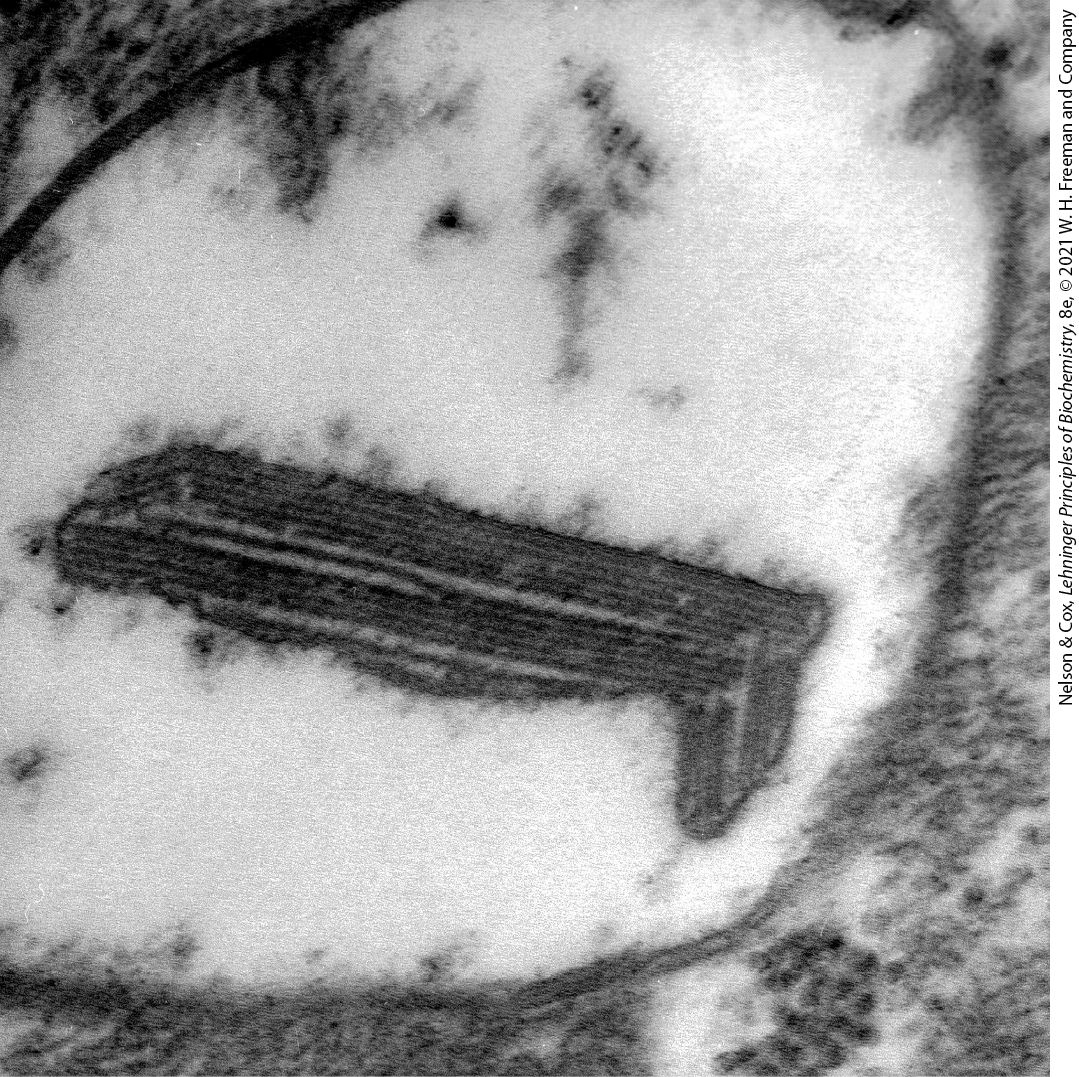 Nelson & Cox, Lehninger Principles of Biochemistry, 8e, © 2021 W. H. Freeman and Company